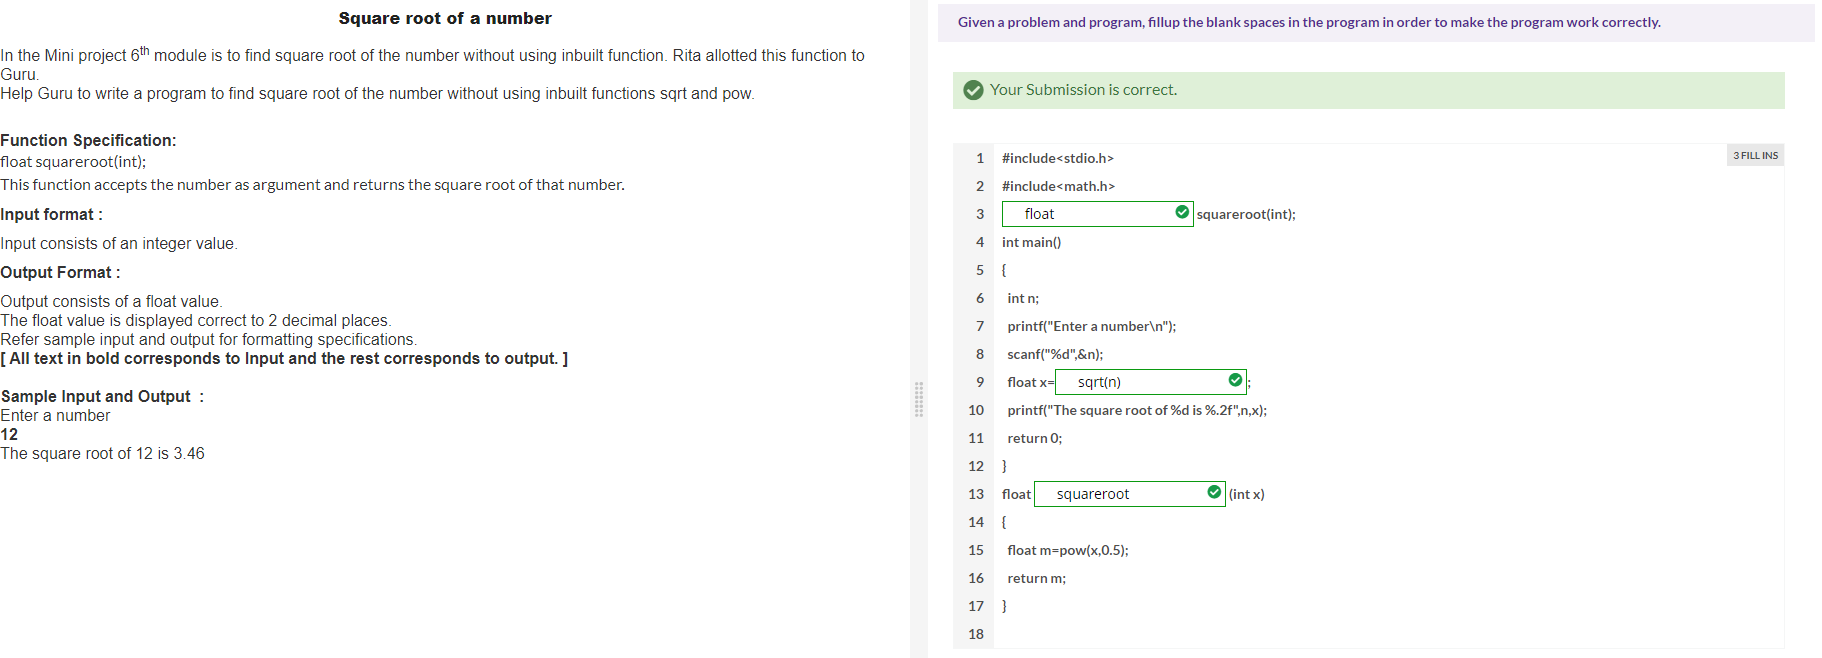 Square root of a number
In the Mini project 6th module is to find square root of the number without using inbuilt function. Rita allotted this function to
Guru.
Help Guru to write a program to find square root of the number without using inbuilt functions sqrt and pow.
Function Specification:
float squareroot(int);
This function accepts the number as argument and returns the square root of that number.
Input format :
Input consists of an integer value.
Output Format :
Output consists of a float value.
The float value is displayed correct to 2 decimal places.
Refer sample input and output for formatting specifications.
[ All text in bold corresponds to Input and the rest corresponds to output. ]
Sample Input and Output :
Enter a number
12
The square root of 12 is 3.46
Given a problem and program, fillup the blank spaces in the program in order to make the program work correctly.
Your Submission is correct.
3 FILL INS
1 #include<stdio.h>
2 #include<math.h>
3 float squareroot(int);
4 int main()
5 {
6 int n;
7 printf("Enter a number\n");
8 scanf("%d",&n);
9 float x= sqrt(n) ;
10 printf("The square root of %d is %.2f",n,x);
11 return 0;
12 }
13 float squareroot (int x)
14 {
15 float m=pow(x,0.5);
16 return m;
17 }
18